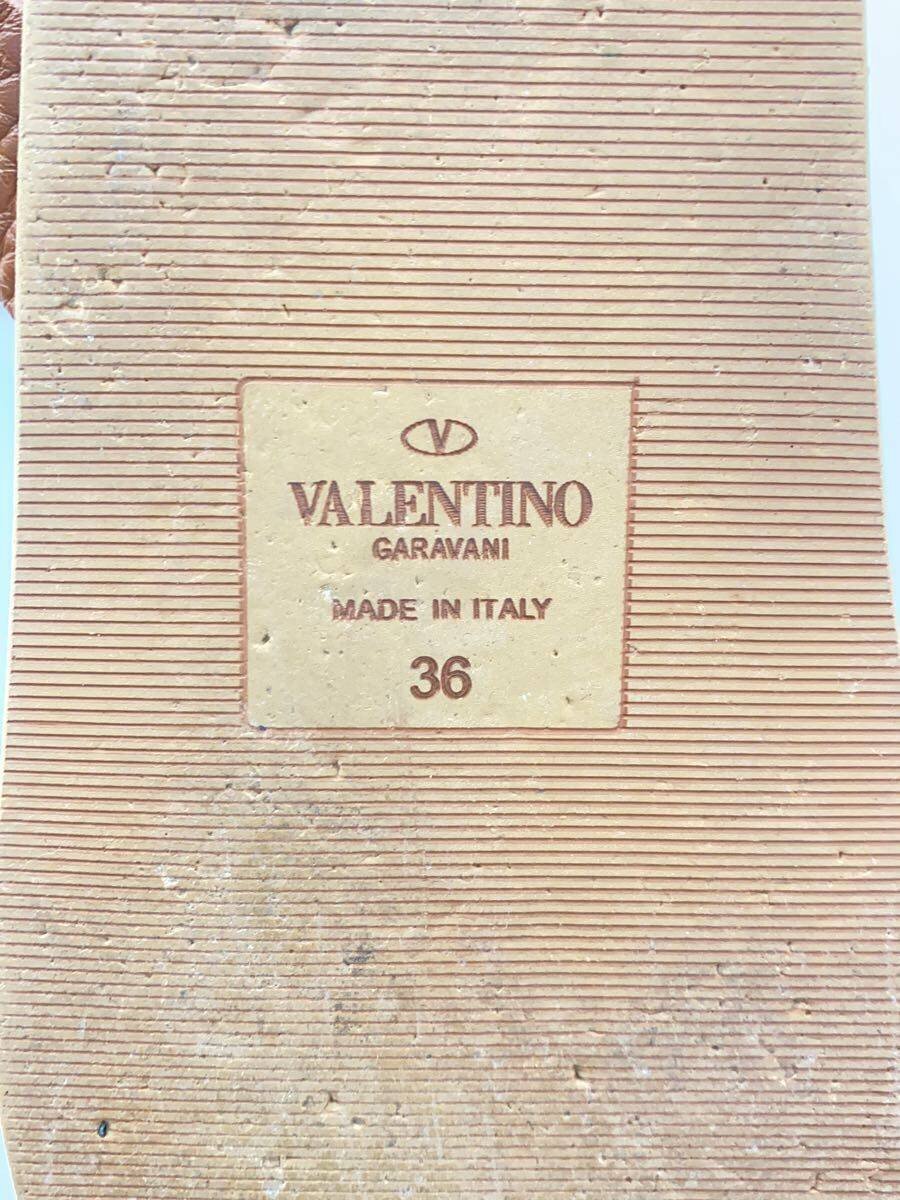 V
VALENTINO
GARAVANI
MADE IN ITALY
36